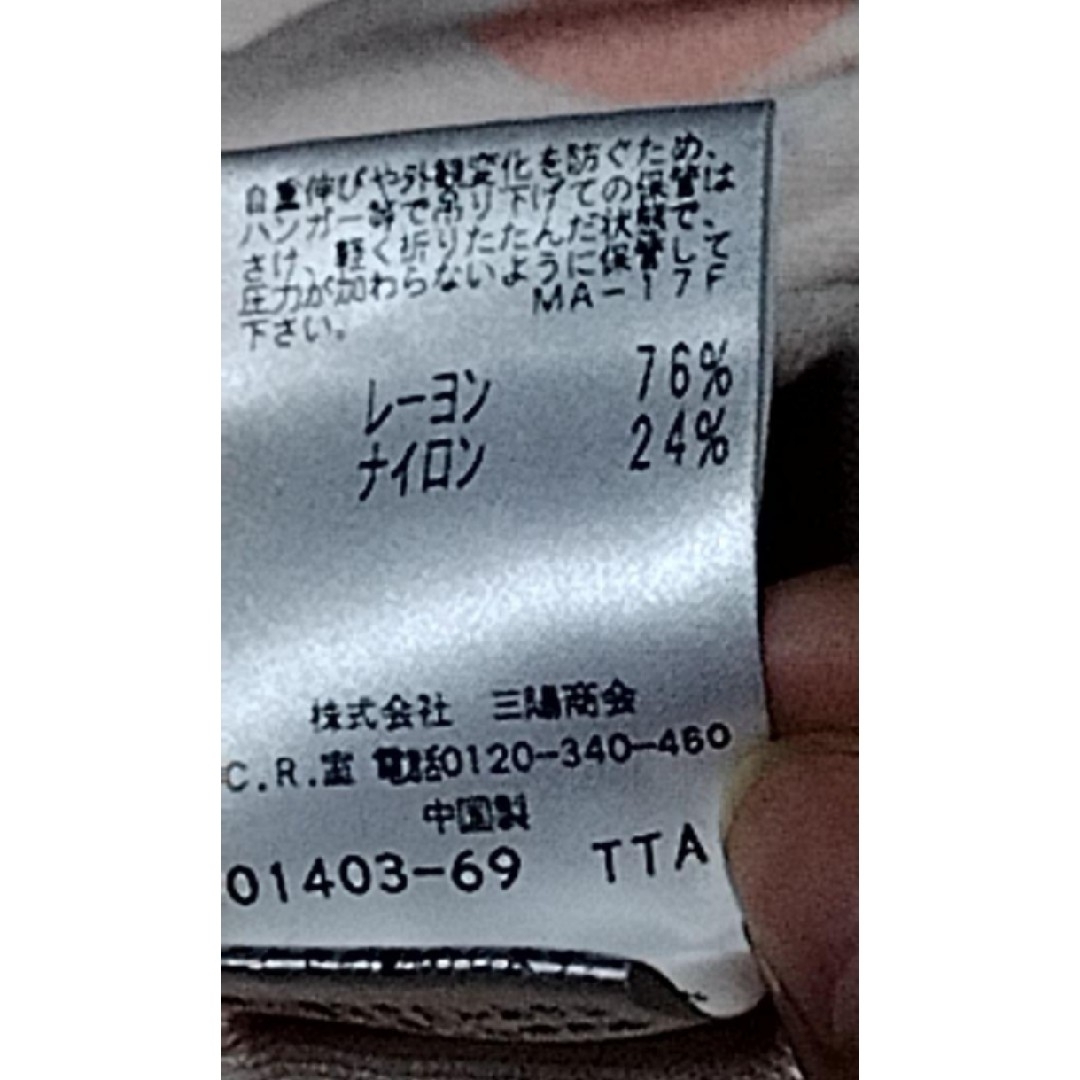 自重伸びや外観変化を防ぐため、
ハンガー等で吊り下げての保管は
さけ、軽く折りたたんだ状態で、
圧力が加わらないように保管して
下さい。 MA-17F
レーヨン 76%
ナイロン 24%
株式会社 三陽商会
C.R.室 電話0120-340-460
中国製
01403-69 TTA